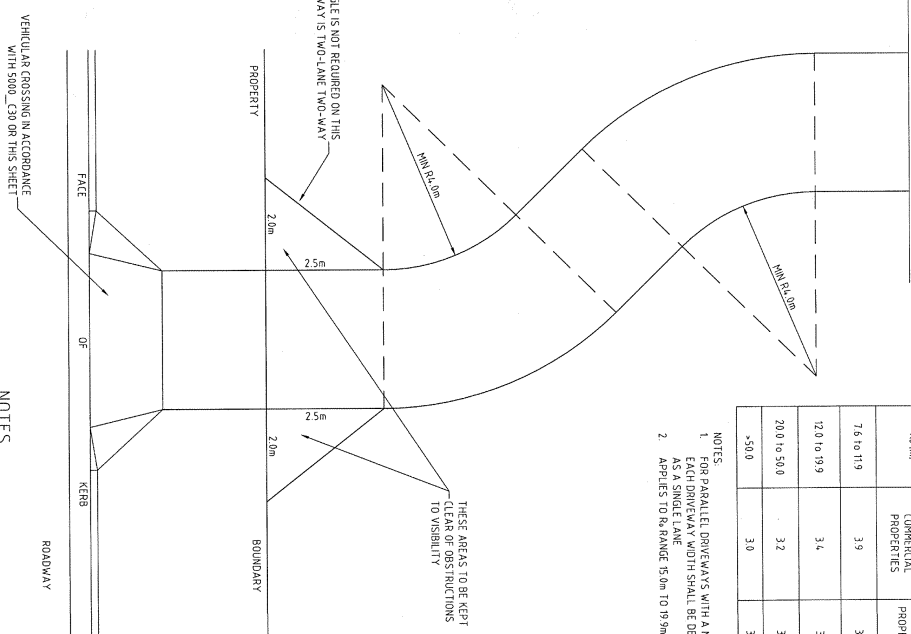 COMMERCIAL
PROPERTIES
7.6 to 11.9
3.9
12.0 to 19.9
3.4
20.0 to 50.0
3.2
>50.0
3.0
NOTES:
1. FOR PARALLEL DRIVEWAYS WITH A
EACH DRIVEWAY WIDTH SHALL BE
AS A SINGLE LANE
2. APPLIES TO Ro RANGE 15.0m TO 19.9m
MIN R4.0m
MIN R4.0m
IS NOT REQUIRED ON THIS
IS TWO-LANE TWO-WAY
PROPERTY
BOUNDARY
2.0m
2.5m
2.5m
2.0m
THESE AREAS TO BE KEPT
CLEAR OF OBSTRUCTIONS
TO VISIBILITY
FACE
OF
KERB
ROADWAY
VEHICULAR CROSSING IN ACCORDANCE
WITH 5000_C30 OR THIS SHEET
NOTES